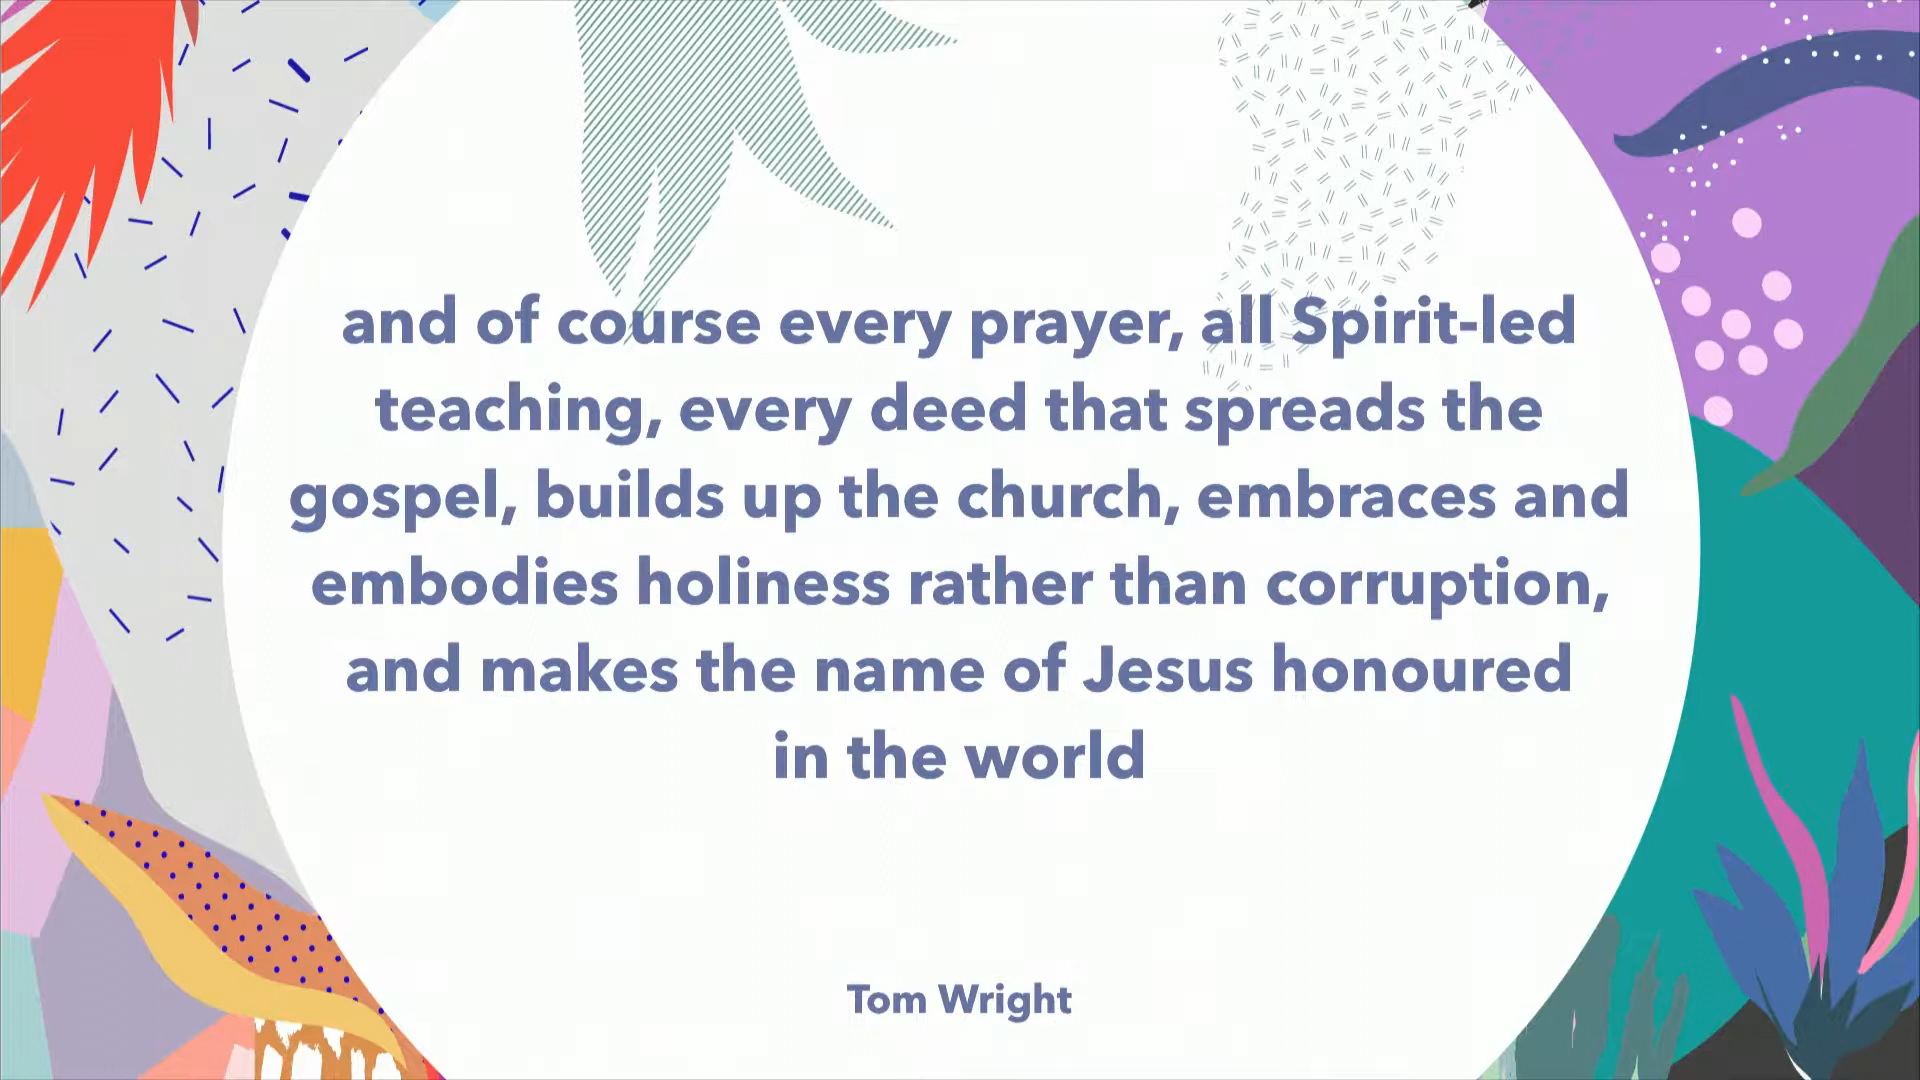 and of course every prayer, all Spirit-led
teaching, every deed that spreads the
gospel, builds up the church, embraces and
embodies holiness rather than corruption,
and makes the name of Jesus honoured
in the world
Tom Wright